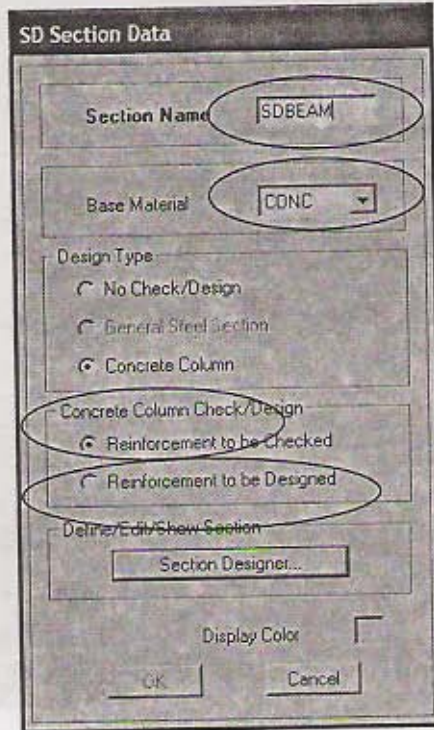 SD Section Data
Section Name SDBEAM
Base Material CONC
Design Type
No Check/Design
General Steel Section
Concrete Column
Concrete Column Check/Design
Reinforcement to be Checked
Reinforcement to be Designed
Define/Edit/Show Section
Section Designer...
Display Color
OK Cancel